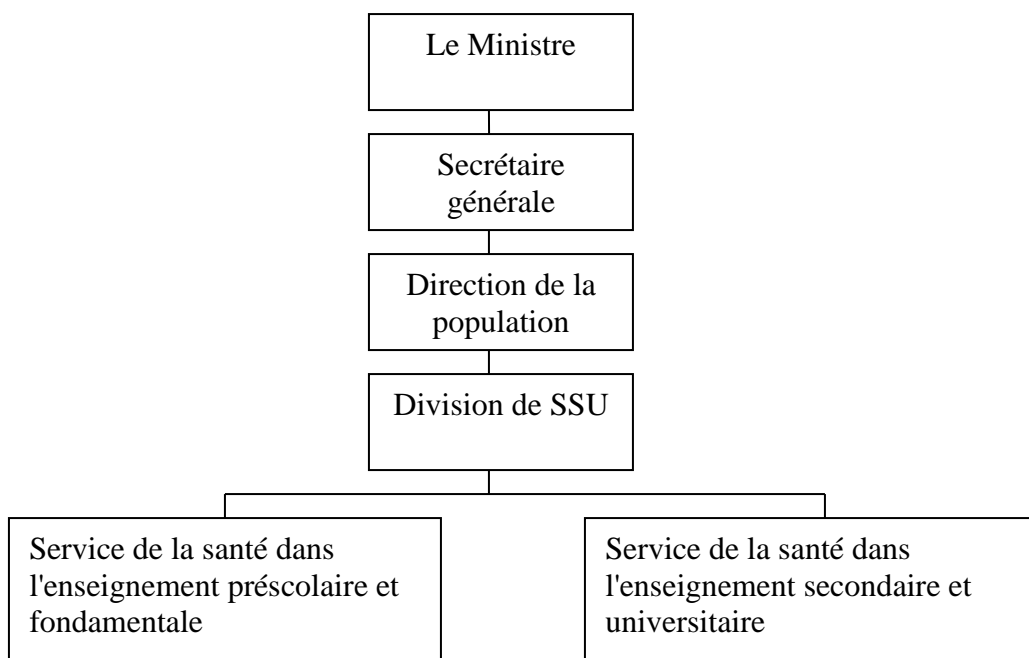 Le Ministre
Secrétaire
générale
Direction de la
population
Division de SSU
Service de la santé dans
l'enseignement préscolaire et
fondamentale
Service de la santé dans
l'enseignement secondaire et
universitaire